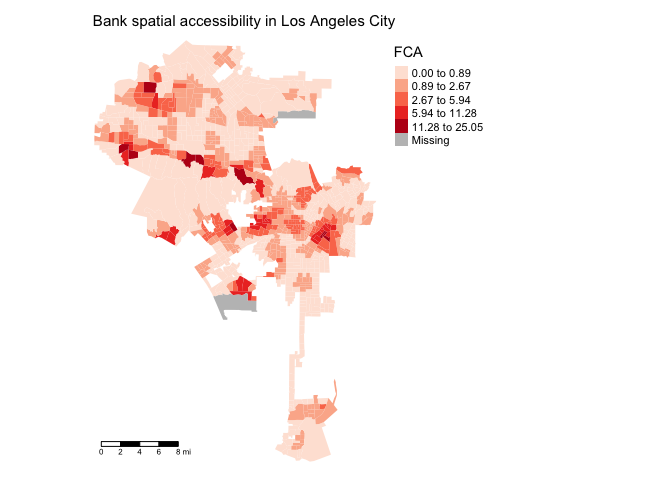 Bank spatial accessibility in Los Angeles City
FCA
0.00 to 0.89
0.89 to 2.67
2.67 to 5.94
5.94 to 11.28
11.28 to 25.05
Missing
0 2 4 6 8 mi